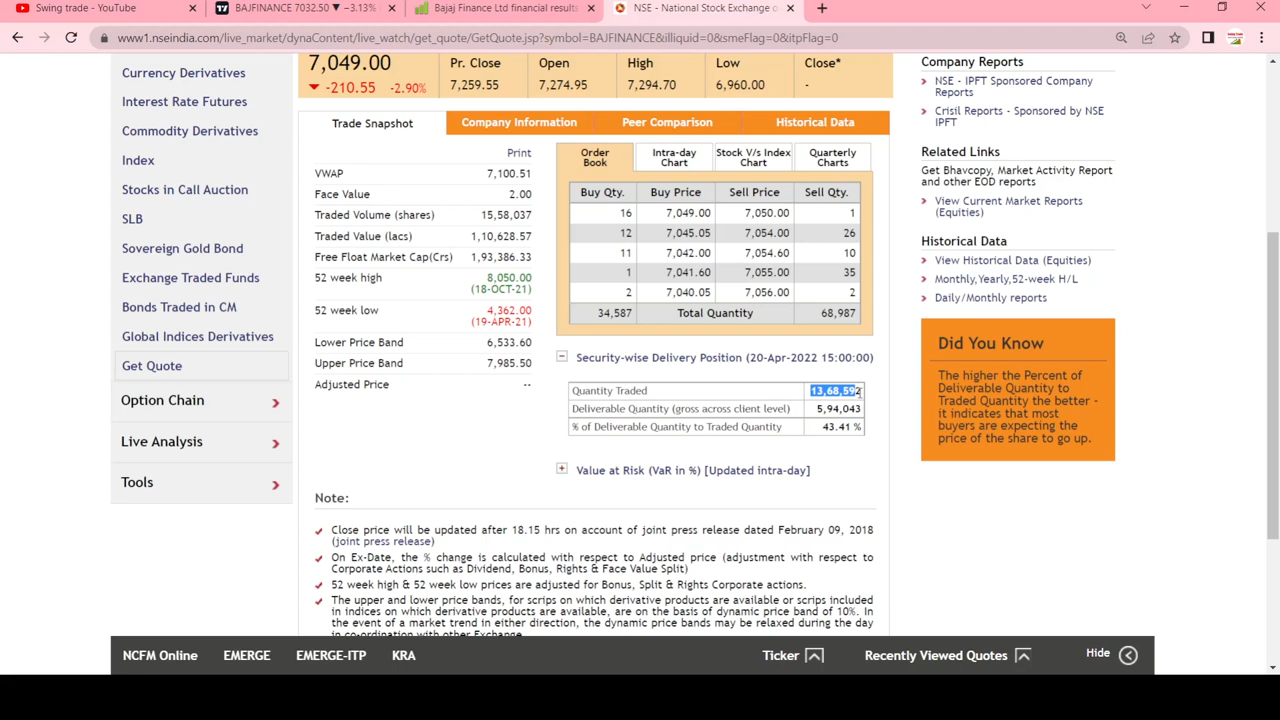 Swing trade - YouTube
BAJFINANCE 7032.50 ▼ −3.13%
Bajaj Finance Ltd financial results
NSE - National Stock Exchange o
www1.nseindia.com/live_market/dynaContent/live_watch/get_quote/GetQuote.jsp?symbol=BAJFINANCE&illiquid=0&smeFlag=0&itpFlag=0
Currency Derivatives
Interest Rate Futures
Commodity Derivatives
Index
Stocks in Call Auction
SLB
Sovereign Gold Bond
Exchange Traded Funds
Bonds Traded in CM
Global Indices Derivatives
Get Quote
Option Chain
Live Analysis
Tools
7,049.00 Pr. Close Open High Low Close*
-210.55 -2.90% 7,259.55 7,274.95 7,294.70 6,960.00 -
Trade Snapshot Company Information Peer Comparison Historical Data
Print
VWAP 7,100.51
Face Value 2.00
Traded Volume (shares) 15,58,037
Traded Value (lacs) 1,10,628.57
Free Float Market Cap(Crs) 1,93,386.33
52 week high 8,050.00
(18-OCT-21)
52 week low 4,362.00
(19-APR-21)
Lower Price Band 6,533.60
Upper Price Band 7,985.50
Adjusted Price --
Order Book
Intra-day Chart
Stock V/s Index Chart
Quarterly Charts
Buy Qty. Buy Price Sell Price Sell Qty.
16 7,049.00 7,050.00 1
12 7,045.05 7,054.00 26
11 7,042.00 7,054.60 10
1 7,041.60 7,055.00 35
2 7,040.05 7,056.00 2
34,587 Total Quantity 68,987
Security-wise Delivery Position (20-Apr-2022 15:00:00)
Quantity Traded 13,68,592
Deliverable Quantity (gross across client level) 5,94,043
% of Deliverable Quantity to Traded Quantity 43.41 %
Value at Risk (VaR in %) [Updated intra-day]
Note:
Close price will be updated after 18.15 hrs on account of joint press release dated February 09, 2018
(joint press release)
On Ex-Date, the % change is calculated with respect to Adjusted price (adjustment with respect to
Corporate Actions such as Dividend, Bonus, Rights & Face Value Split)
52 week high & 52 week low prices are adjusted for Bonus, Split & Rights Corporate actions.
The upper and lower price bands, for scrips on which derivative products are available or scrips included
in indices on which derivative products are available, are on the basis of dynamic price band of 10%. In
the event of a market trend in either direction, the dynamic price bands may be relaxed during the day
in co-ordination with other Exchange.
Company Reports
NSE - IPFT Sponsored Company
Reports
Crisil Reports - Sponsored by NSE
IPFT
Related Links
Get Bhavcopy, Market Activity Report
and other EOD reports
View Current Market Reports
(Equities)
Historical Data
View Historical Data (Equities)
Monthly,Yearly,52-week H/L
Daily/Monthly reports
Did You Know
The higher the Percent of
Deliverable Quantity to
Traded Quantity the better -
it indicates that most
buyers are expecting the
price of the share to go up.
NCFM Online EMERGE EMERGE-ITP KRA Ticker Recently Viewed Quotes Hide